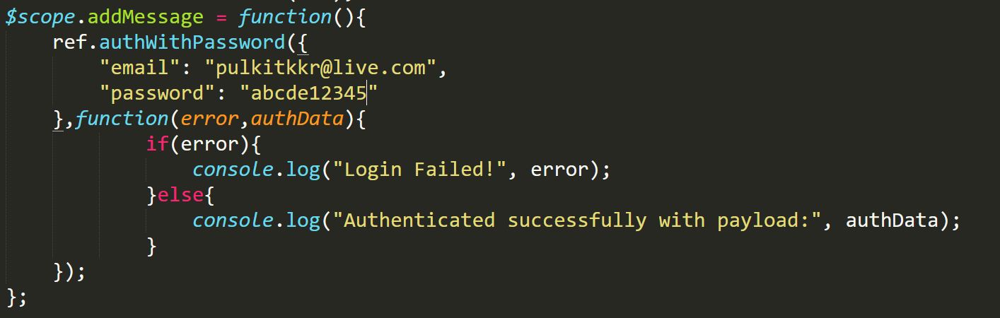 $scope.addMessage = function(){
    ref.authWithPassword({
        "email": "pulkitkkr@live.com",
        "password": "abcde12345"
    },function(error,authData){
            if(error){
                console.log("Login Failed!", error);
            }else{
                console.log("Authenticated successfully with payload:", authData);
            }
    });
};